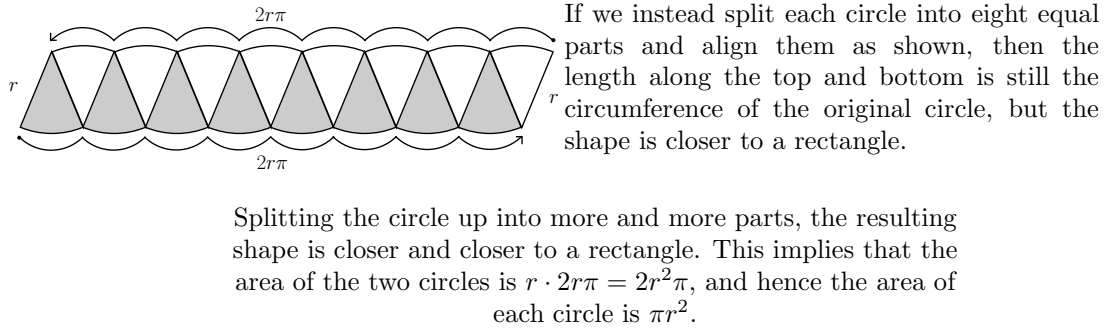 2rπ
If we instead split each circle into eight equal
parts and align them as shown, then the
length along the top and bottom is still the
circumference of the original circle, but the
shape is closer to a rectangle.
r
r
2rπ
Splitting the circle up into more and more parts, the resulting
shape is closer and closer to a rectangle. This implies that the
area of the two circles is r · 2rπ = 2r²π, and hence the area of
each circle is πr².